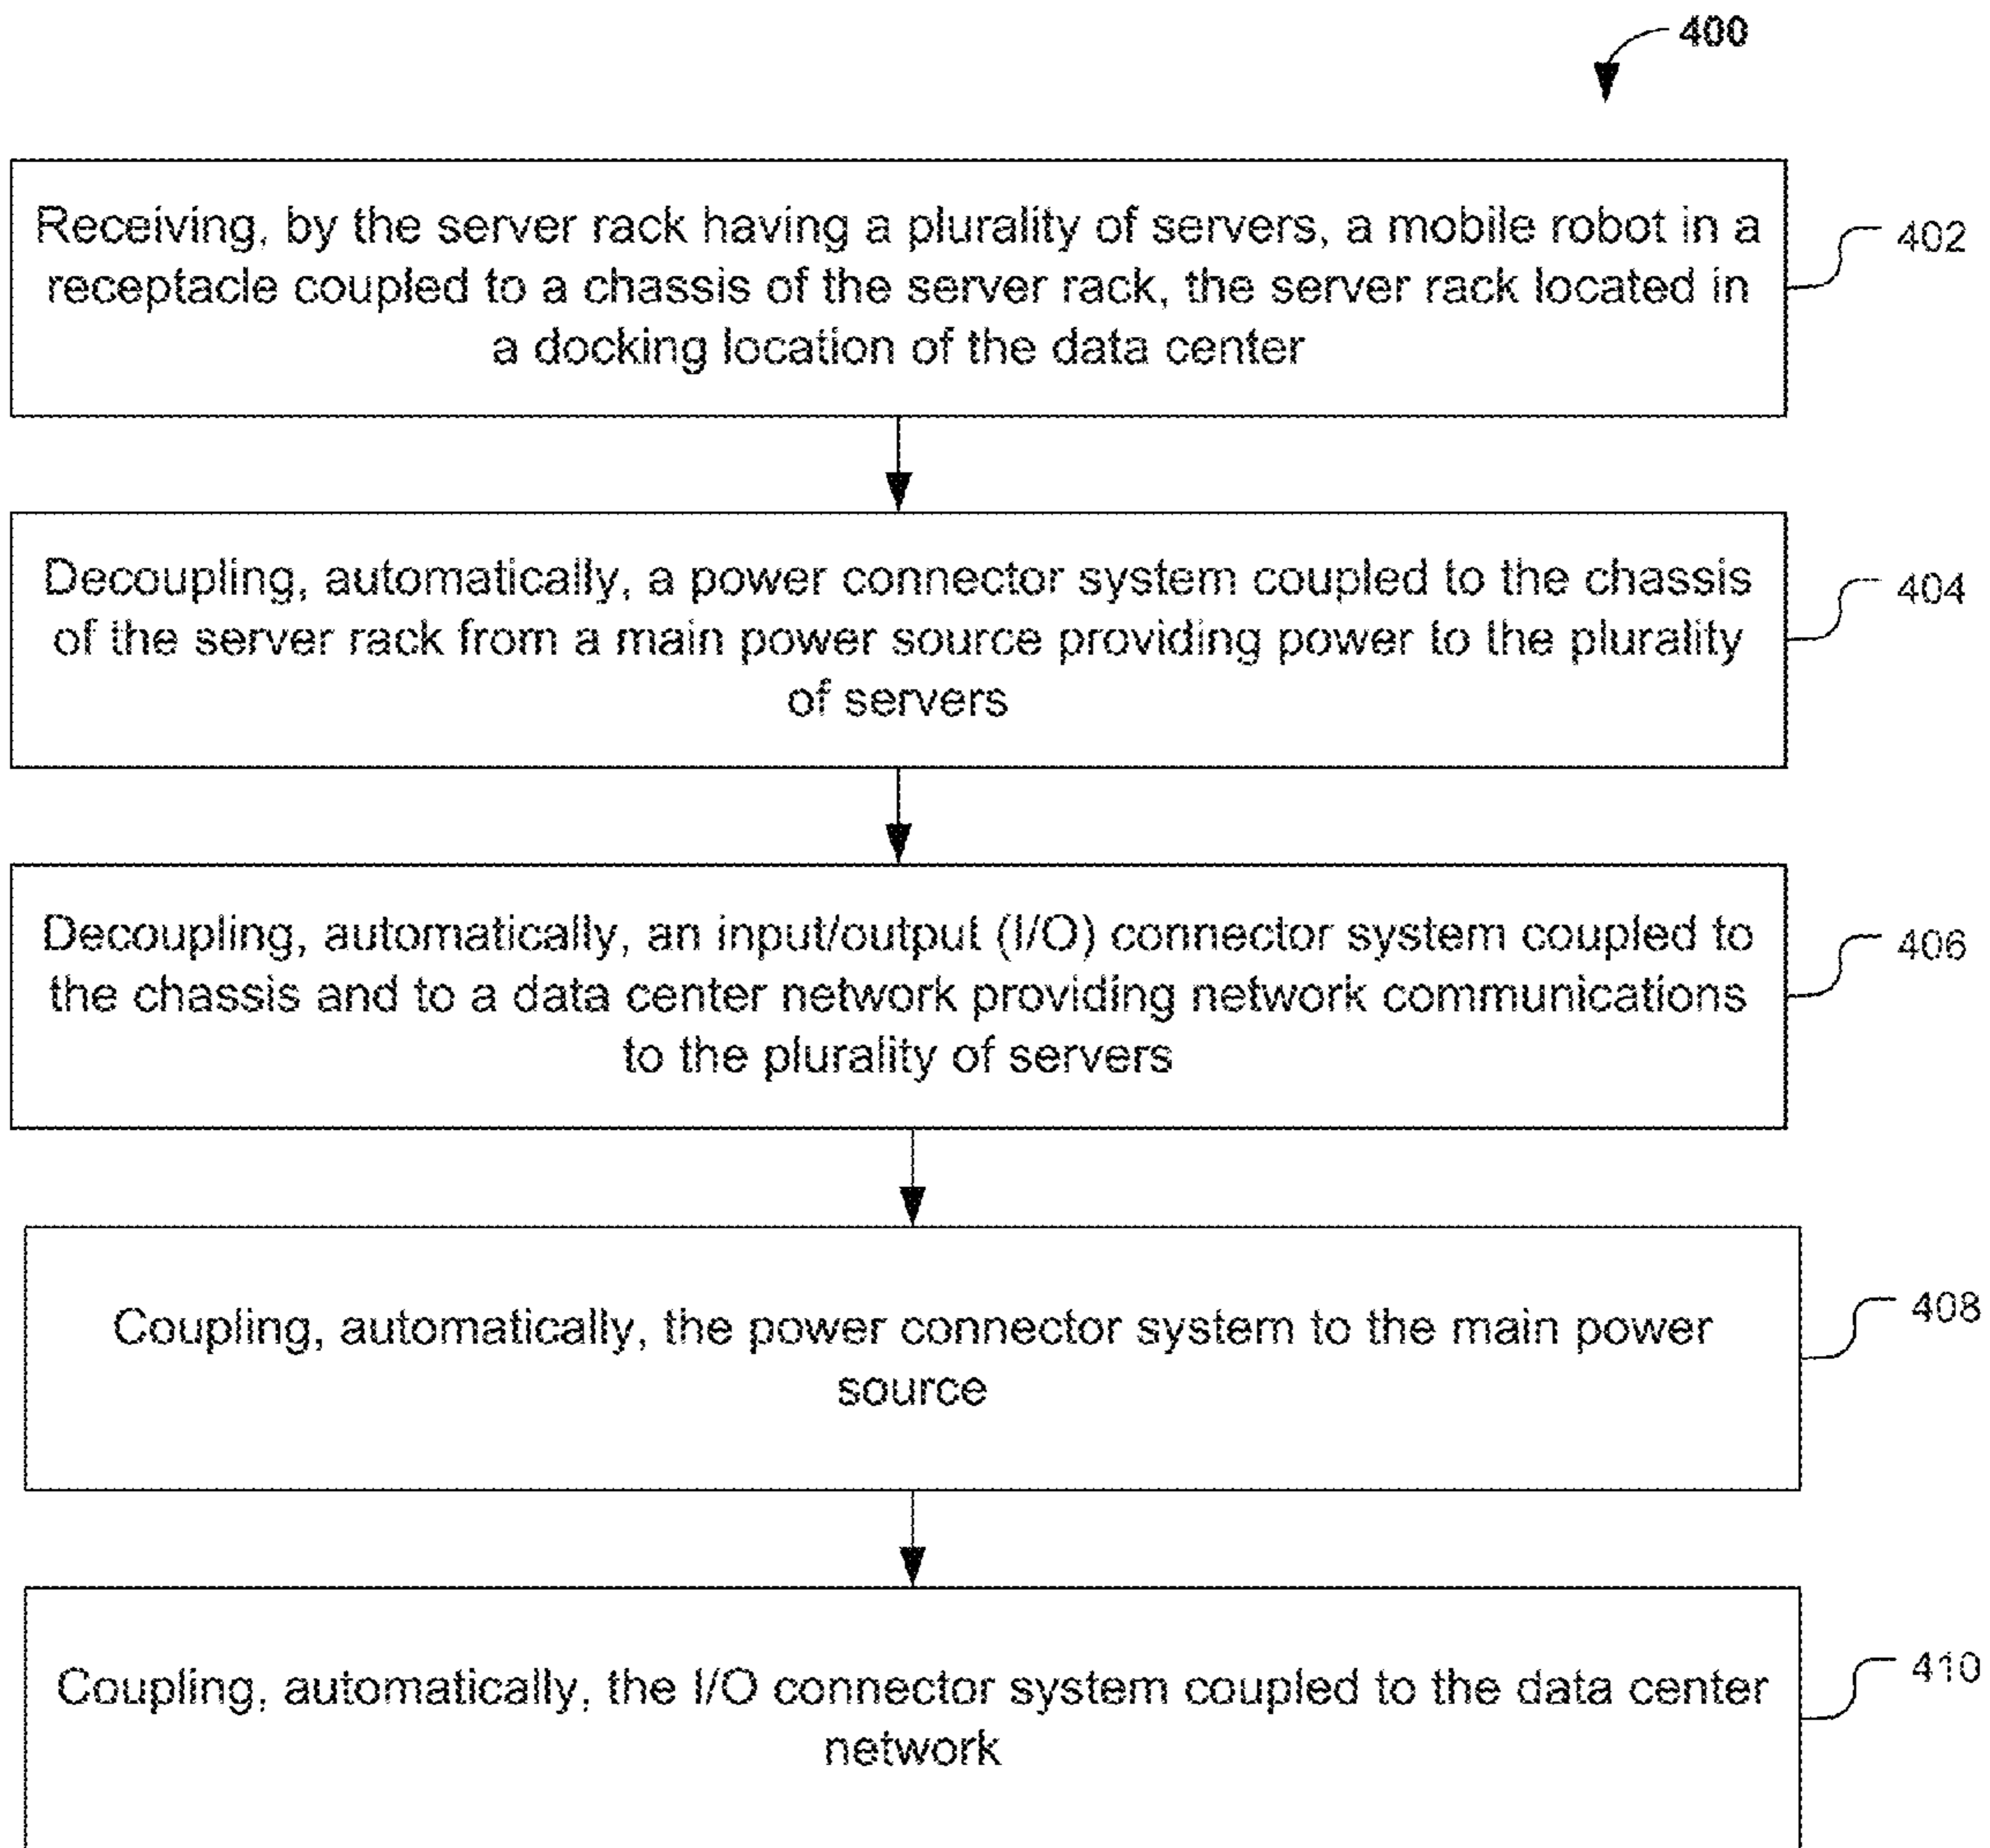 400
Receiving, by the server rack having a plurality of servers, a mobile robot in a
receptacle coupled to a chassis of the server rack, the server rack located in
a docking location of the data center
402
Decoupling, automatically, a power connector system coupled to the chassis
of the server rack from a main power source providing power to the plurality
of servers
404
Decoupling, automatically, an input/output (I/O) connector system coupled to
the chassis and to a data center network providing network communications
to the plurality of servers
406
Coupling, automatically, the power connector system to the main power
source
408
Coupling, automatically, the I/O connector system coupled to the data center
network
410